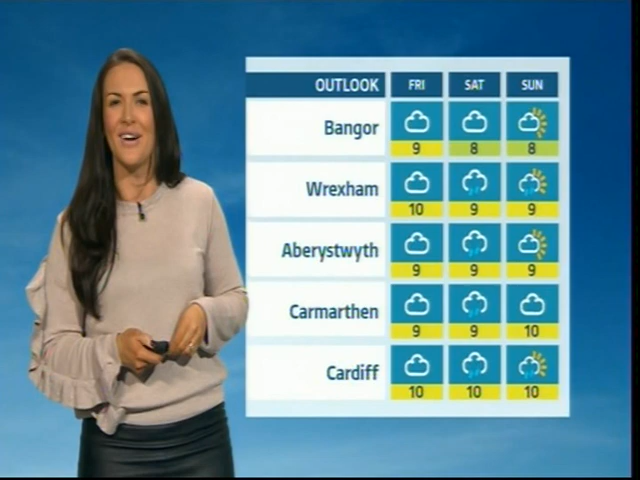 OUTLOOK FRI SAT SUN
Bangor 9 8 8
Wrexham 10 9 9
Aberystwyth 9 9 9
Carmarthen 9 9 10
Cardiff 10 10 10